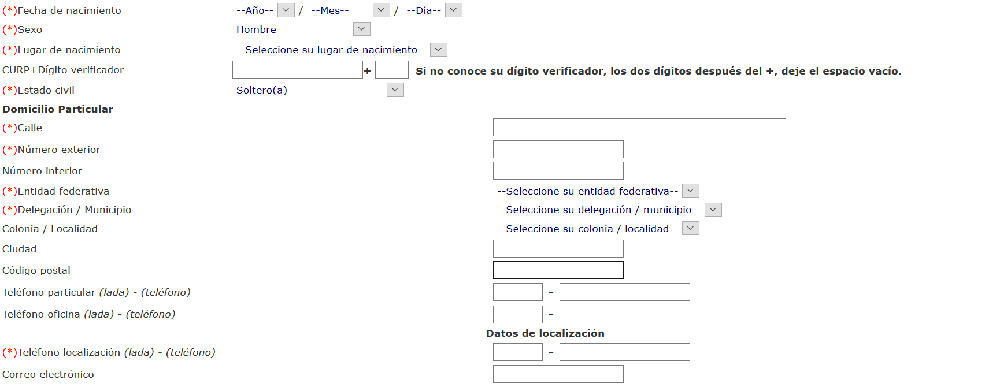 (*)Fecha de nacimiento --Año-- / --Mes-- / --Día--
(*)Sexo Hombre
(*)Lugar de nacimiento --Seleccione su lugar de nacimiento--
CURP+Dígito verificador + Si no conoce su dígito verificador, los dos dígitos después del +, deje el espacio vacío.
(*)Estado civil Soltero(a)
Domicilio Particular
(*)Calle
(*)Número exterior
Número interior
(*)Entidad federativa --Seleccione su entidad federativa--
(*)Delegación / Municipio --Seleccione su delegación / municipio--
Colonia / Localidad --Seleccione su colonia / localidad--
Ciudad
Código postal
Teléfono particular (lada) - (teléfono) –
Teléfono oficina (lada) - (teléfono) –
Datos de localización
(*)Teléfono localización (lada) - (teléfono) –
Correo electrónico